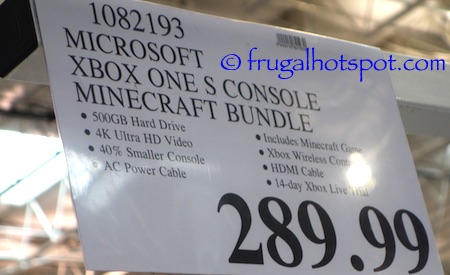 1082193
MICROSOFT
© frugalhotspot.com
XBOX ONE S CONSOLE
MINECRAFT BUNDLE
• 500GB Hard Drive
• 4K Ultra HD Video
• 40% Smaller Console
• AC Power Cable
• Includes Minecraft Game
• Xbox Wireless
• HDMI Cable
• 14-day Xbox Live Trial
289.99